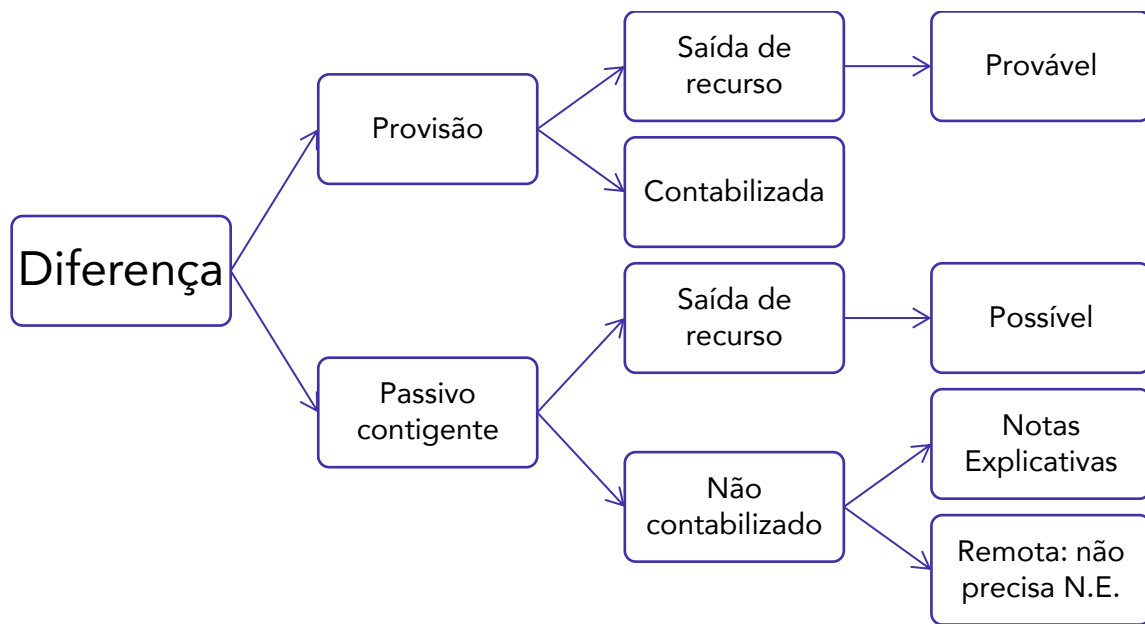 Diferença
Provisão
Saída de
recurso
Provável
Contabilizada
Passivo
contigente
Saída de
recurso
Possível
Não
contabilizado
Notas
Explicativas
Remota: não
precisa N.E.